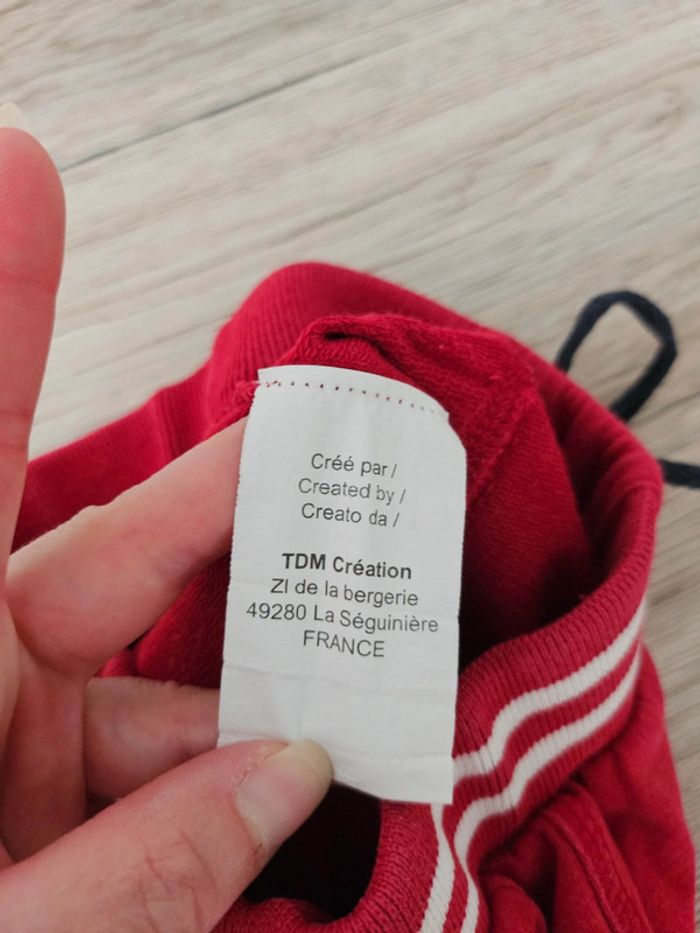 Créé par /
Created by /
Creato da /
TDM Création
ZI de la bergerie
49280 La Séguinière
FRANCE